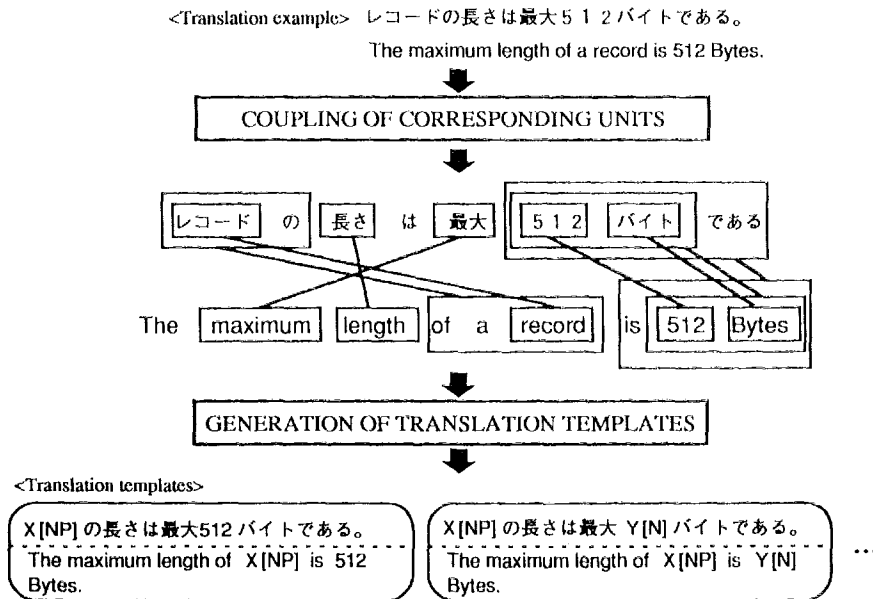 <Translation example> レコードの長さは最大５１２バイトである。
The maximum length of a record is 512 Bytes.
COUPLING OF CORRESPONDING UNITS
レコード の 長さ は 最大 ５１２ バイト である
The maximum length of a record is 512 Bytes
GENERATION OF TRANSLATION TEMPLATES
<Translation templates>
X[NP] の長さは最大512 バイトである。
The maximum length of X[NP] is 512
Bytes.
X[NP] の長さは最大 Y[N] バイトである。
The maximum length of X[NP] is Y[N]
Bytes.
...